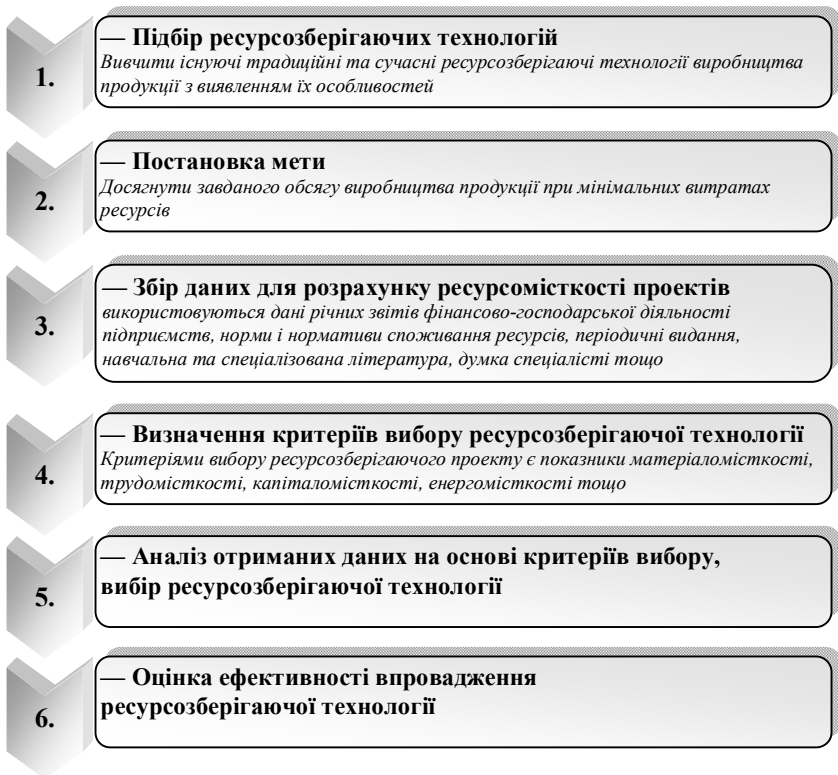 1.
— Підбір ресурсозберігаючих технологій
Вивчити існуючі традиційні та сучасні ресурсозберігаючі технології виробництва
продукції з виявленням їх особливостей
2.
— Постановка мети
Досягнути завданого обсягу виробництва продукції при мінімальних витратах
ресурсів
3.
— Збір даних для розрахунку ресурсомісткості проектів
використовуються дані річних звітів фінансово-господарської діяльності
підприємств, норми і нормативи споживання ресурсів, періодичні видання,
навчальна та спеціалізована література, думка спеціалісті тощо
4.
— Визначення критеріїв вибору ресурсозберігаючої технології
Критеріями вибору ресурсозберігаючого проекту є показники матеріаломісткості,
трудомісткості, капіталомісткості, енергомісткості тощо
5.
— Аналіз отриманих даних на основі критеріїв вибору,
вибір ресурсозберігаючої технології
6.
— Оцінка ефективності впровадження
ресурсозберігаючої технології